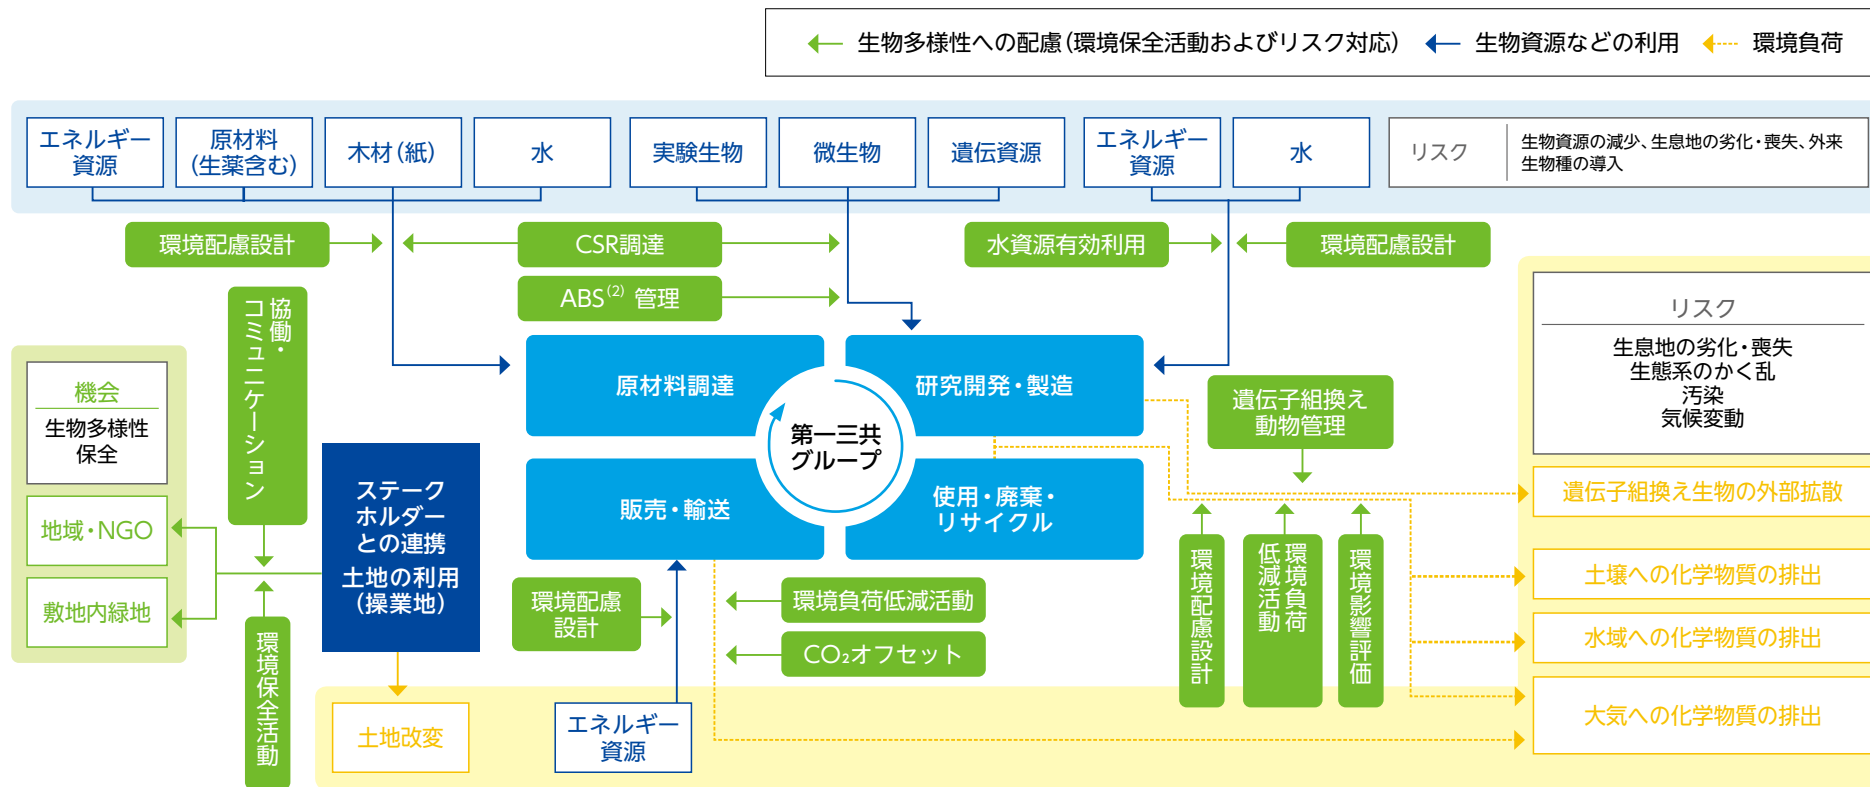 生物多様性への配慮(環境保全活動およびリスク対応)
生物資源などの利用
環境負荷
エネルギー
資源
原材料
(生薬含む)
木材(紙)
水
実験生物
微生物
遺伝資源
エネルギー
資源
水
リスク
生物資源の減少、生息地の劣化・喪失、外来
生物種の導入
環境配慮設計
CSR調達
水資源有効利用
環境配慮設計
ABS(2) 管理
協働・
コミュニケーション
機会
生物多様性
保全
地域・NGO
敷地内緑地
環境保全活動
ステーク
ホルダー
との連携
土地の利用
(操業地)
土地改変
原材料調達
研究開発・製造
第一三共
グループ
販売・輸送
使用・廃棄・
リサイクル
環境配慮
設計
環境負荷低減活動
CO₂オフセット
エネルギー
資源
遺伝子組換え
動物管理
環境配慮設計
環境負荷
低減活動
環境影響評価
リスク
生息地の劣化・喪失
生態系のかく乱
汚染
気候変動
遺伝子組換え生物の外部拡散
土壌への化学物質の排出
水域への化学物質の排出
大気への化学物質の排出